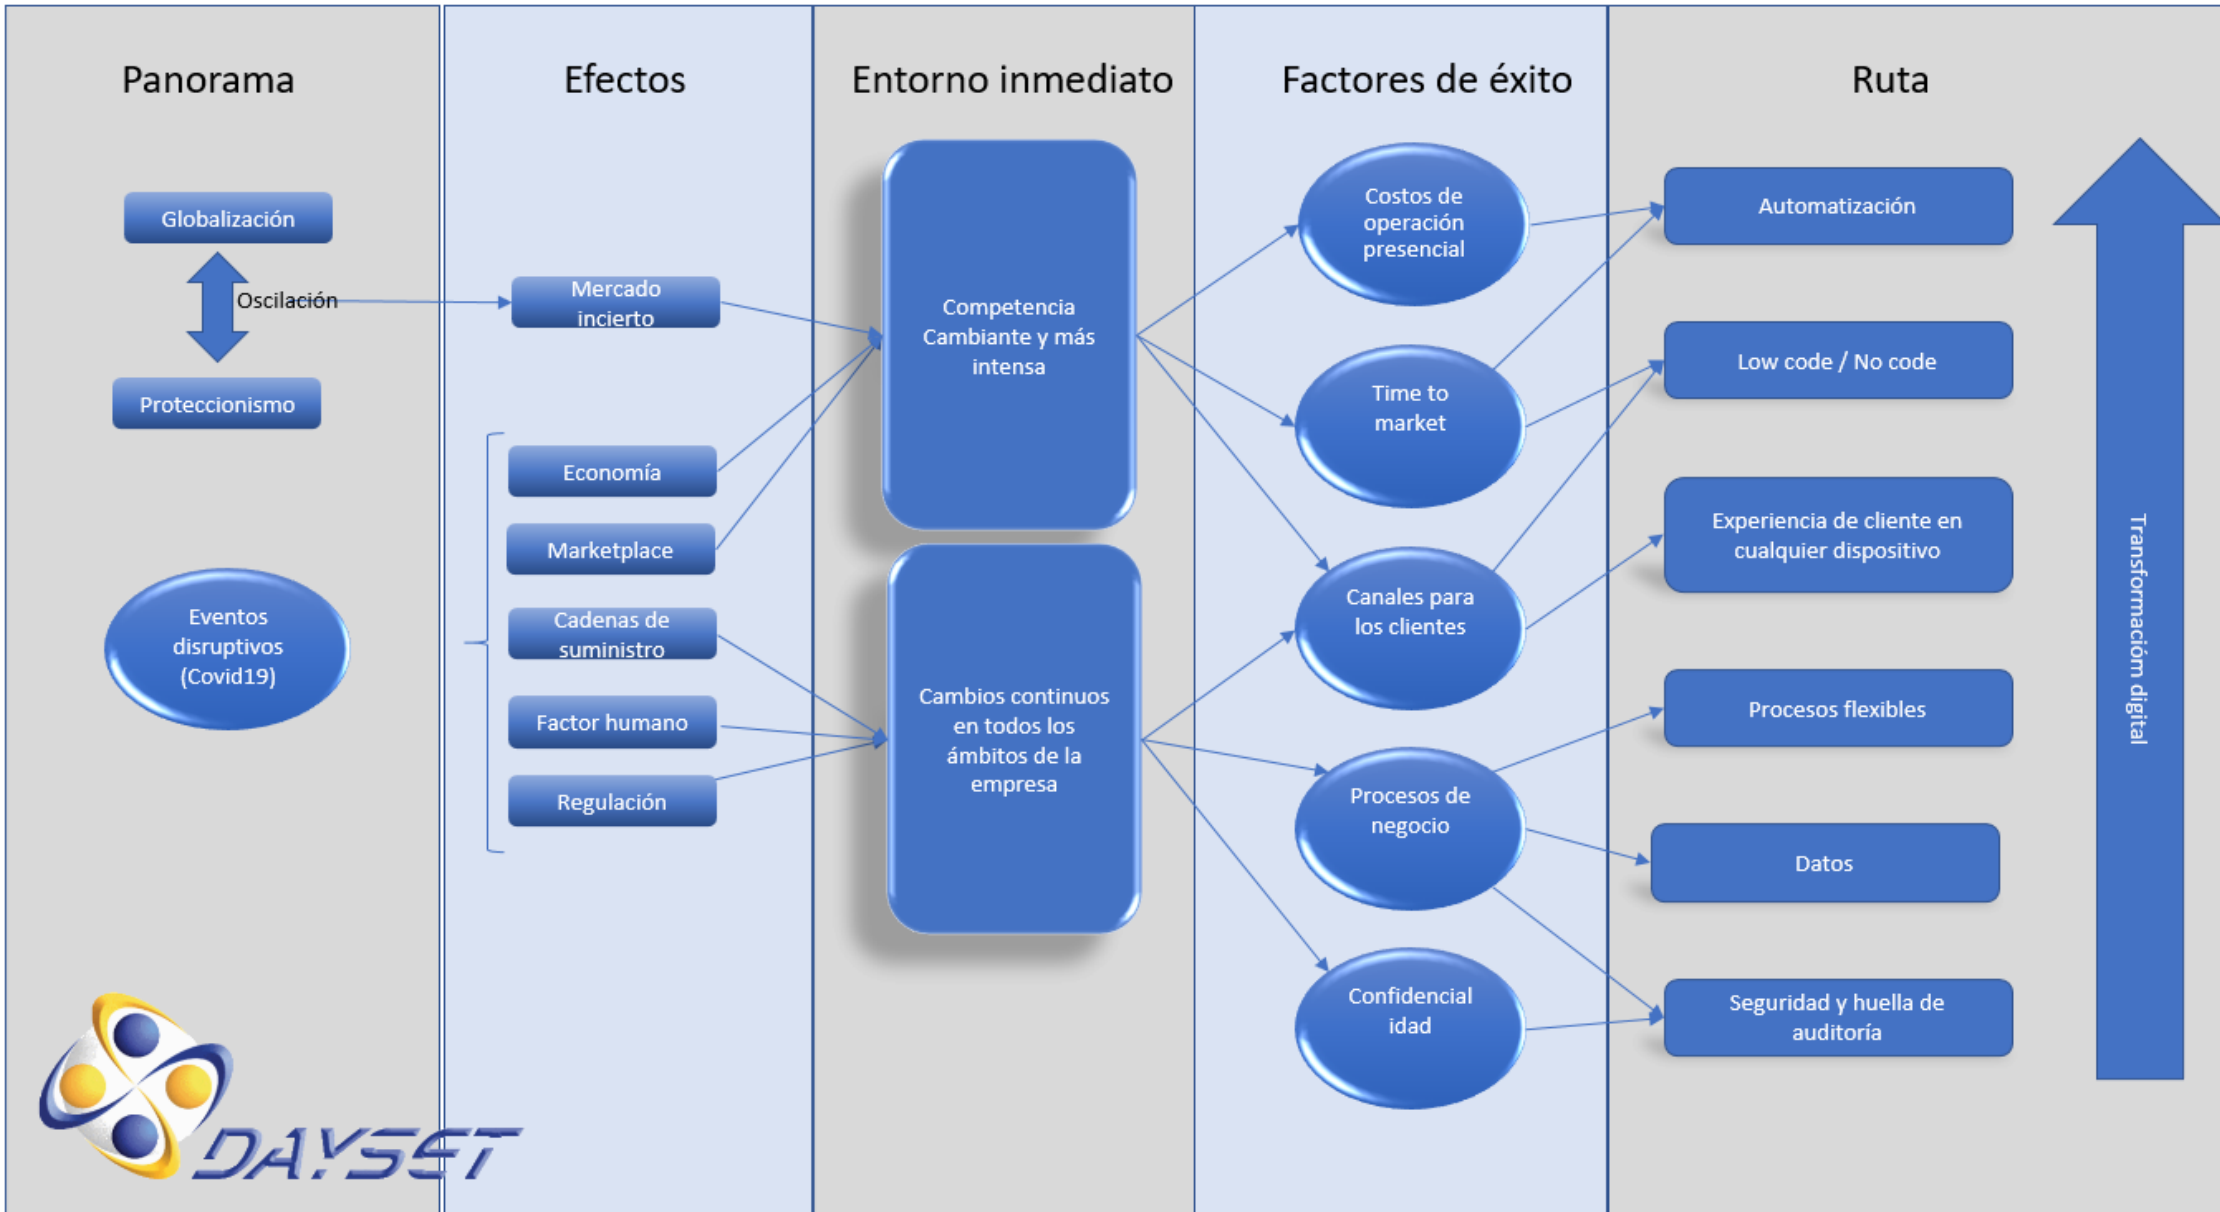 Panorama
Efectos
Entorno inmediato
Factores de éxito
Ruta
Globalización
Oscilación
Proteccionismo
Eventos
disruptivos
(Covid19)
Mercado
incierto
Economía
Marketplace
Cadenas de
suministro
Factor humano
Regulación
Competencia
Cambiante y más
intensa
Cambios continuos
en todos los
ámbitos de la
empresa
Costos de
operación
presencial
Time to
market
Canales para
los clientes
Procesos de
negocio
Confidencial
idad
Automatización
Low code / No code
Experiencia de cliente en
cualquier dispositivo
Procesos flexibles
Datos
Seguridad y huella de
auditoría
Transformacióm digital
DAYSET